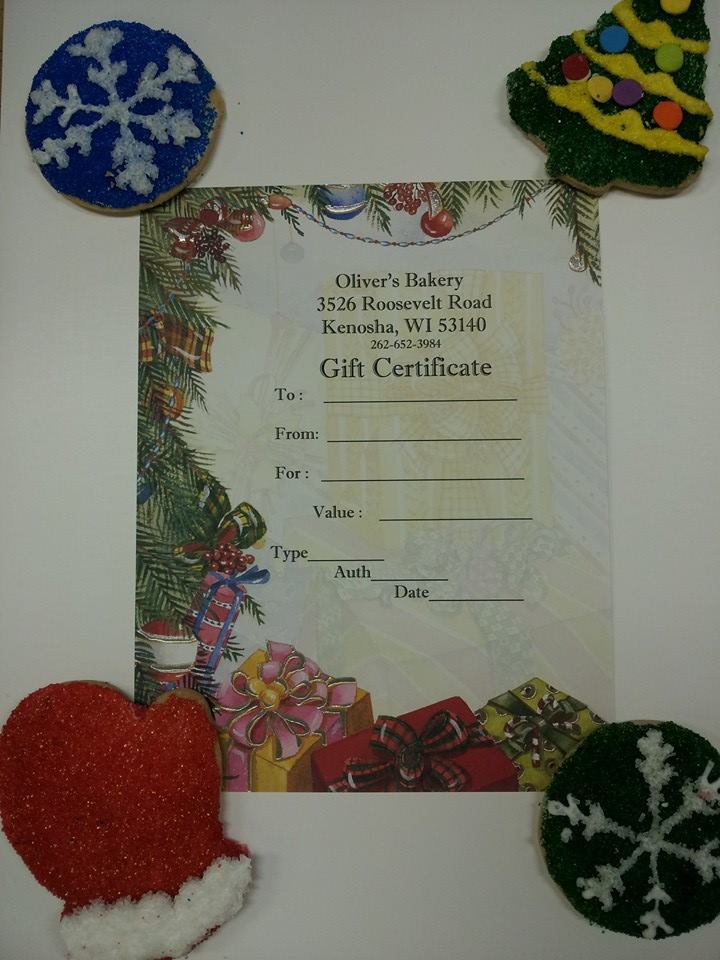 Oliver's Bakery
3526 Roosevelt Road
Kenosha, WI 53140
262-652-3984
Gift Certificate
To :
From:
For :
Value :
Type
Auth
Date